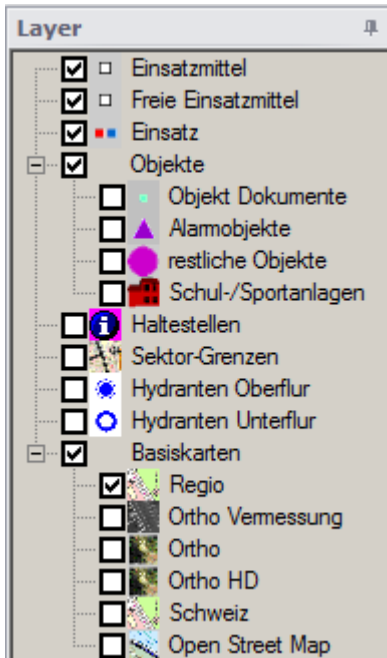 Layer
Einsatzmittel
Freie Einsatzmittel
Einsatz
Objekte
Objekt Dokumente
Alarmobjekte
restliche Objekte
Schul-/Sportanlagen
Haltestellen
Sektor-Grenzen
Hydranten Oberflur
Hydranten Unterflur
Basiskarten
Regio
Ortho Vermessung
Ortho
Ortho HD
Schweiz
Open Street Map